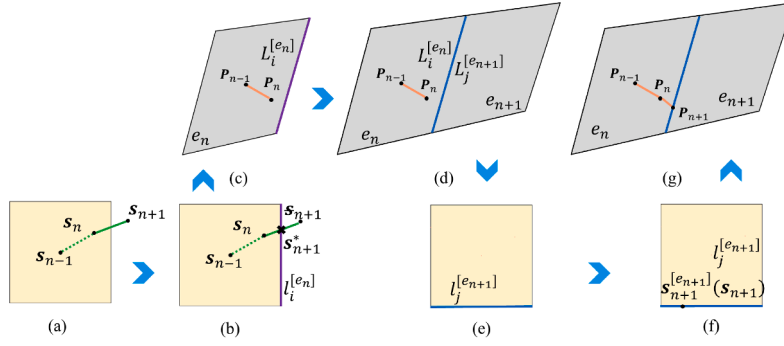 L_i^{[e_n]}
P_{n-1}
P_n
e_n
(c)
L_i^{[e_n]}
L_j^{[e_{n+1}]}
P_{n-1}
P_n
e_{n+1}
e_n
(d)
P_{n-1}
P_n
P_{n+1}
e_{n+1}
e_n
(g)
s_{n+1}
s_n
s_{n-1}
(a)
s_{n+1}
s_n
s_{n+1}^*
s_{n-1}
l_i^{[e_n]}
(b)
l_j^{[e_{n+1}]}
(e)
l_j^{[e_{n+1}]}
s_{n+1}^{[e_{n+1}]}(s_{n+1})
(f)